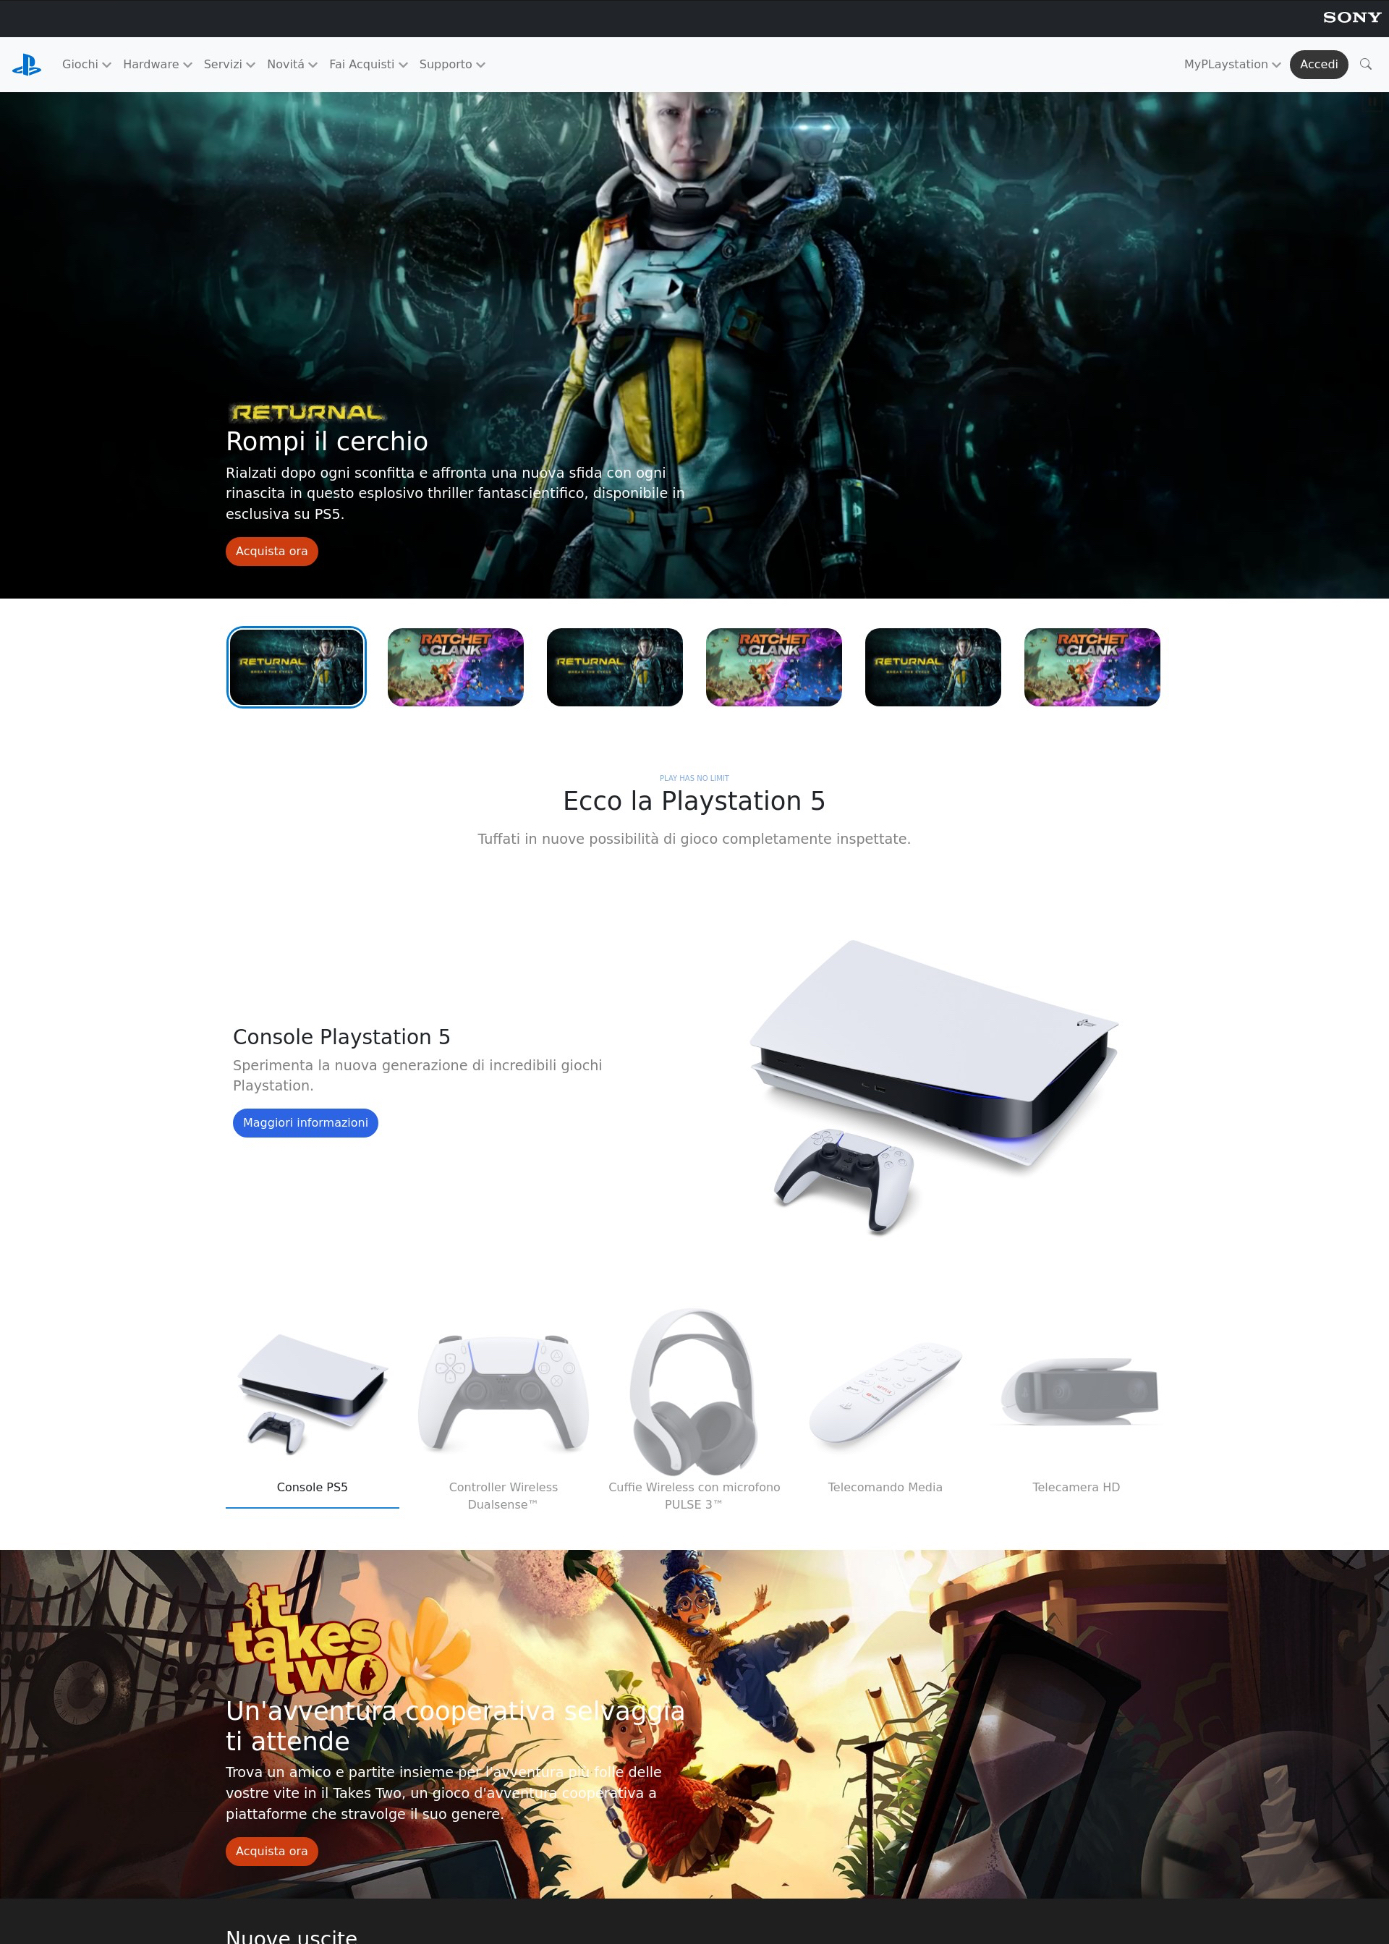 SONY
Giochi Hardware Servizi Novitá Fai Acquisti Supporto MyPLaystation Accedi
RETURNAL
Rompi il cerchio
Rialzati dopo ogni sconfitta e affronta una nuova sfida con ogni
rinascita in questo esplosivo thriller fantascientifico, disponibile in
esclusiva su PS5.
Acquista ora
RETURNAL
RATCHET
CLANK
RETURNAL
RATCHET
CLANK
RETURNAL
RATCHET
CLANK
PLAY HAS NO LIMIT
Ecco la Playstation 5
Tuffati in nuove possibilità di gioco completamente inspettate.
Console Playstation 5
Sperimenta la nuova generazione di incredibili giochi
Playstation.
Maggiori informazioni
Console PS5
Controller Wireless
Dualsense™
Cuffie Wireless con microfono
PULSE 3™
Telecomando Media
Telecamera HD
it
takes
two
Un'avventura cooperativa selvaggia
ti attende
Trova un amico e partite insieme per l'avventura più folle delle
vostre vite in il Takes Two, un gioco d'avventura cooperativa a
piattaforme che stravolge il suo genere.
Acquista ora
Nuove uscite